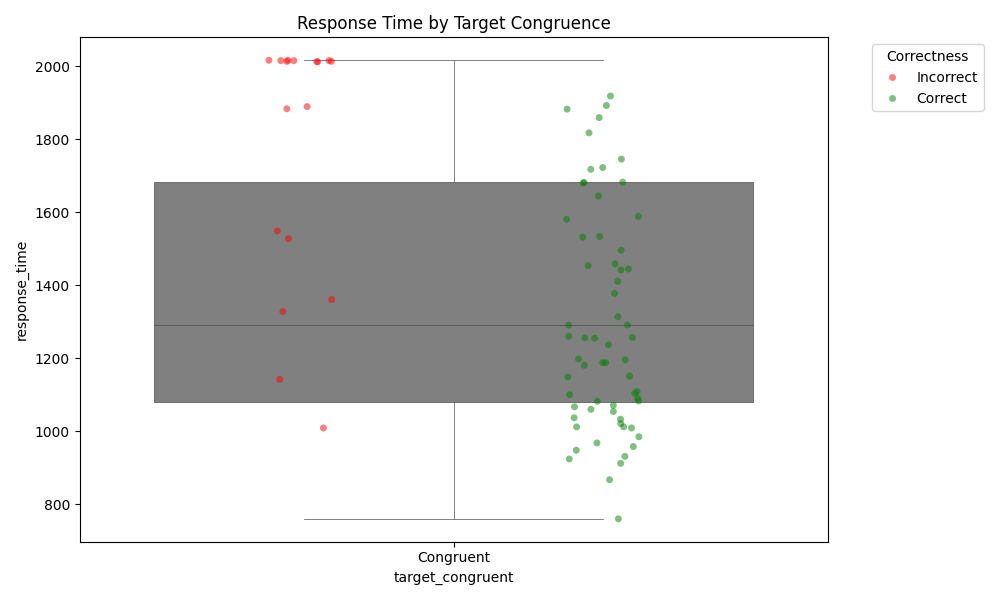 Response Time by Target Congruence
Correctness
Incorrect
Correct
2000
1800
1600
1400
1200
1000
800
response_time
Congruent
target_congruent